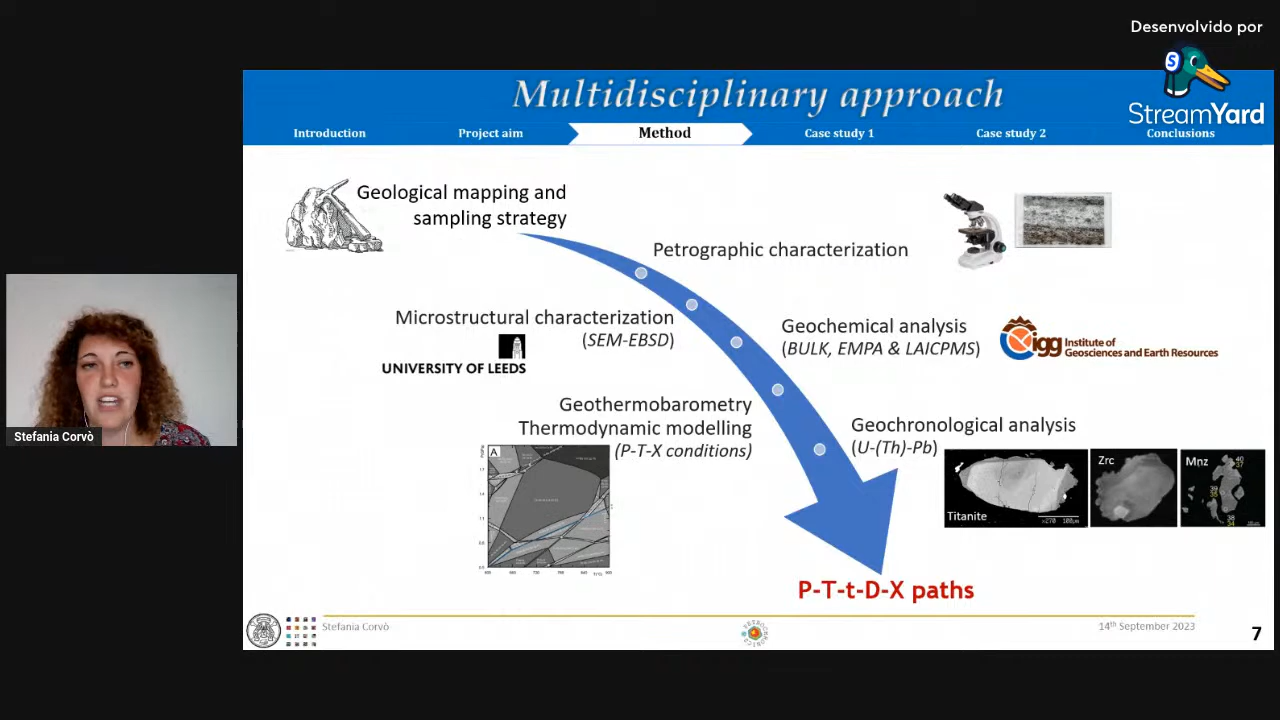 Desenvolvido por
StreamYard
Multidisciplinary approach
Introduction
Project aim
Method
Case study 1
Case study 2
Conclusions
Geological mapping and
sampling strategy
Petrographic characterization
Microstructural characterization
(SEM-EBSD)
UNIVERSITY OF LEEDS
Geochemical analysis
(BULK, EMPA & LAICPMS)
igg Institute of
Geosciences and Earth Resources
Geothermobarometry
Thermodynamic modelling
(P-T-X conditions)
A
Geochronological analysis
(U-(Th)-Pb)
Titanite
Zrc
Mnz
P-T-t-D-X paths
Stefania Corvò
Stefania Corvò
14th September 2023
7